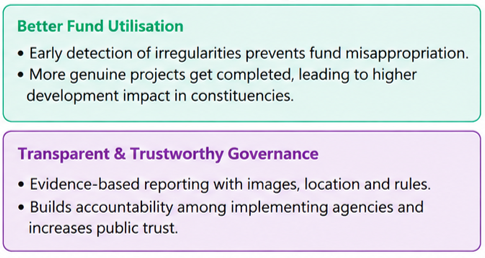 Better Fund Utilisation
• Early detection of irregularities prevents fund misappropriation.
• More genuine projects get completed, leading to higher
development impact in constituencies.
Transparent & Trustworthy Governance
• Evidence-based reporting with images, location and rules.
• Builds accountability among implementing agencies and
increases public trust.